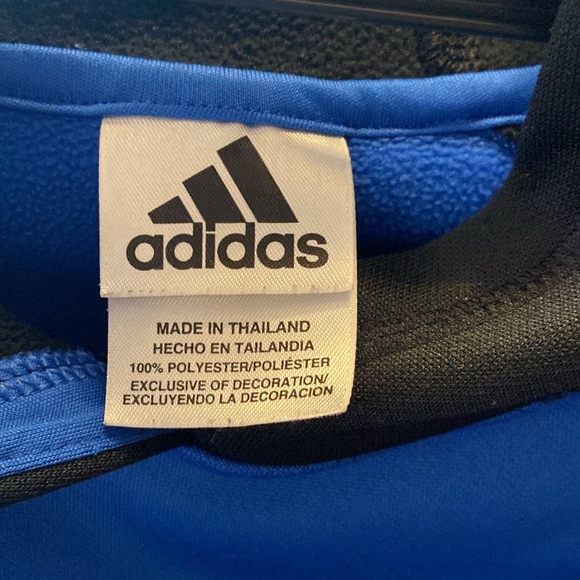 adidas
MADE IN THAILAND
HECHO EN TAILANDIA
100% POLYESTER/POLIÉSTER
EXCLUSIVE OF DECORATION/
EXCLUYENDO LA DECORACION